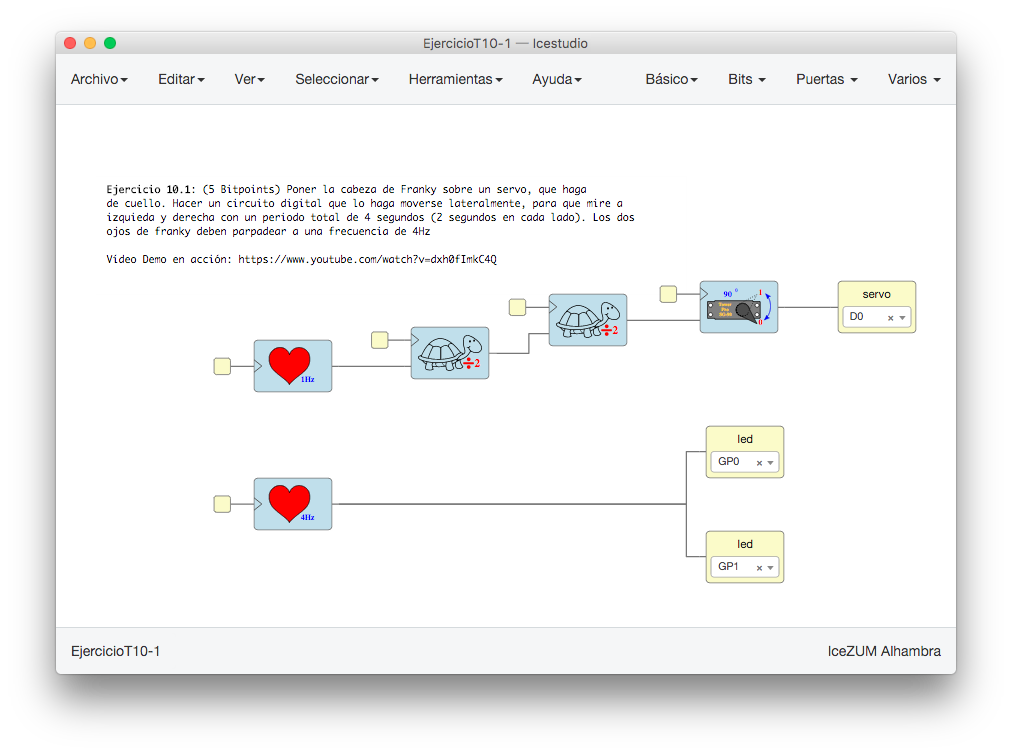 EjercicioT10-1 — Icestudio
Archivo Editar Ver Seleccionar Herramientas Ayuda Básico Bits Puertas Varios
Ejercicio 10.1: (5 Bitpoints) Poner la cabeza de Franky sobre un servo, que haga
de cuello. Hacer un circuito digital que lo haga moverse lateralmente, para que mire a
izquieda y derecha con un periodo total de 4 segundos (2 segundos en cada lado). Los dos
ojos de franky deben parpadear a una frecuencia de 4Hz
Video Demo en acción: https://www.youtube.com/watch?v=dxh0fImkC4Q
90 º
1
0
servo
D0
÷2
÷2
1Hz
led
GP0
4Hz
led
GP1
EjercicioT10-1
IceZUM Alhambra